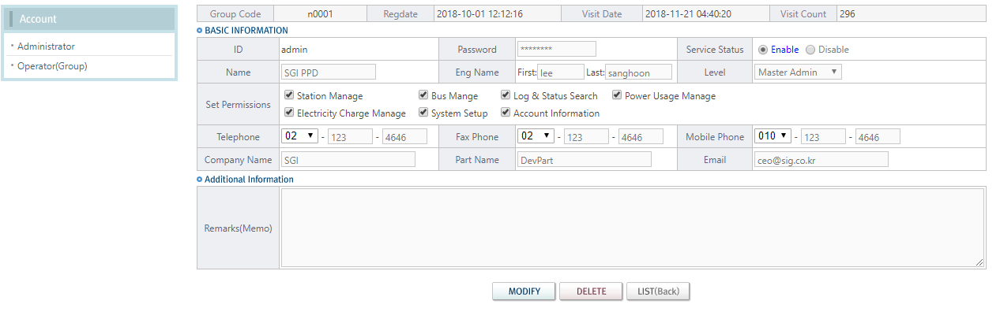 Account
Administrator
Operator(Group)
Group Code n0001 Regdate 2018-10-01 12:12:16 Visit Date 2018-11-21 04:40:20 Visit Count 296
BASIC INFORMATION
ID admin Password ******** Service Status Enable Disable
Name SGI PPD Eng Name First: lee Last: sanghoon Level Master Admin
Set Permissions
Station Manage Bus Mange Log & Status Search Power Usage Manage
Electricity Charge Manage System Setup Account Information
Telephone 02 - 123 - 4646 Fax Phone 02 - 123 - 4646 Mobile Phone 010 - 123 - 4646
Company Name SGI Part Name DevPart Email ceo@sig.co.kr
Additional Information
Remarks(Memo)
MODIFY DELETE LIST(Back)